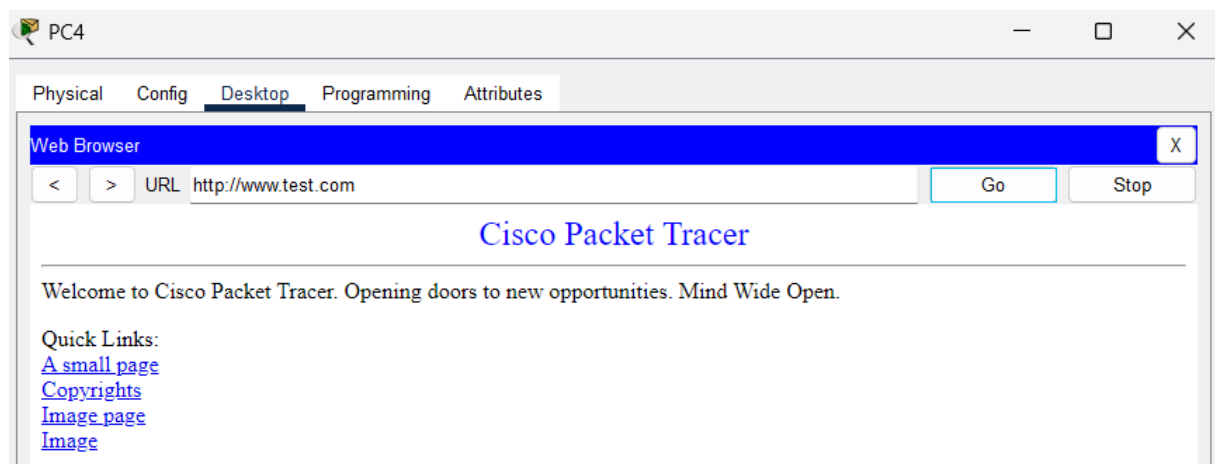 PC4
Physical Config Desktop Programming Attributes
Web Browser X
< > URL http://www.test.com Go Stop
Cisco Packet Tracer
Welcome to Cisco Packet Tracer. Opening doors to new opportunities. Mind Wide Open.
Quick Links:
A small page
Copyrights
Image page
Image